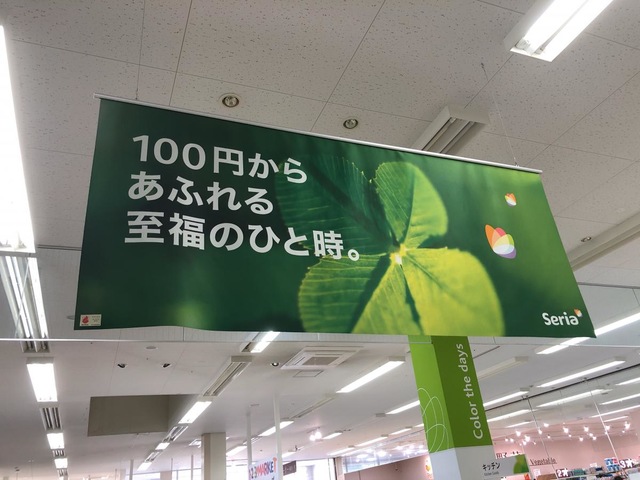 100円から
あふれる
至福のひと時。
Seria
Color the days
キッチン
Vegetable